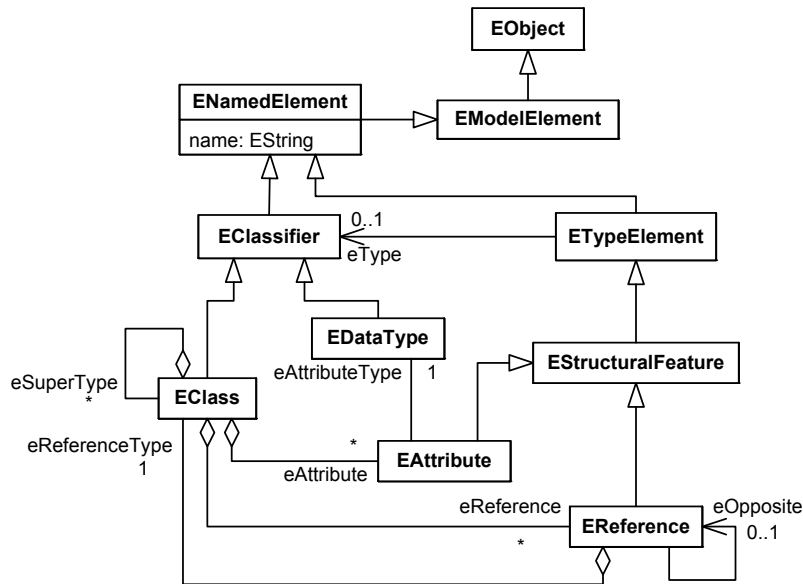 EObject
ENamedElement
EModelElement
name: EString
0..1
EClassifier
ETypeElement
eType
EDataType
eAttributeType
1
EStructuralFeature
eSuperType
*
EClass
eReferenceType
1
*
eAttribute
EAttribute
eReference
*
EReference
eOpposite
0..1